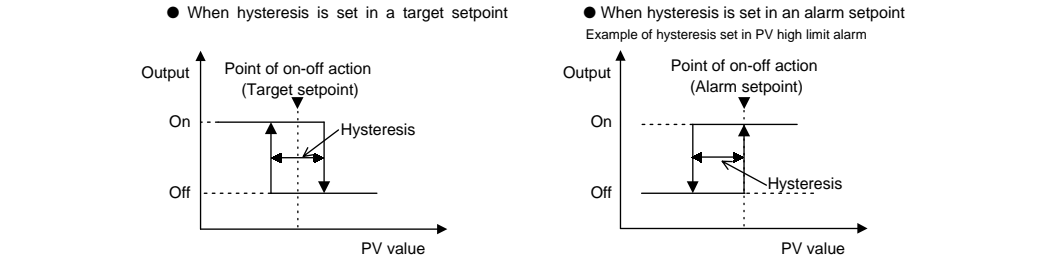 ● When hysteresis is set in a target setpoint
Output
Point of on-off action
(Target setpoint)
On
Hysteresis
Off
PV value
● When hysteresis is set in an alarm setpoint
Example of hysteresis set in PV high limit alarm
Output
Point of on-off action
(Alarm setpoint)
On
Hysteresis
Off
PV value